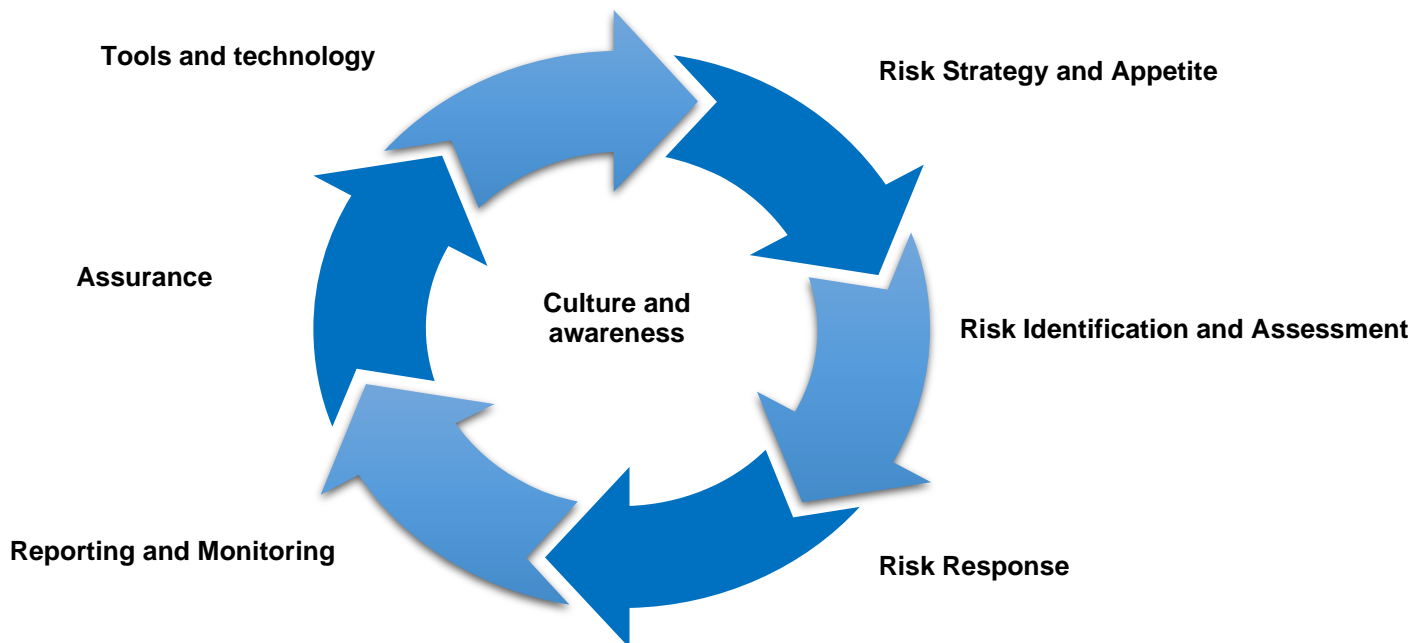 Tools and technology
Risk Strategy and Appetite
Assurance
Culture and
awareness
Risk Identification and Assessment
Reporting and Monitoring
Risk Response